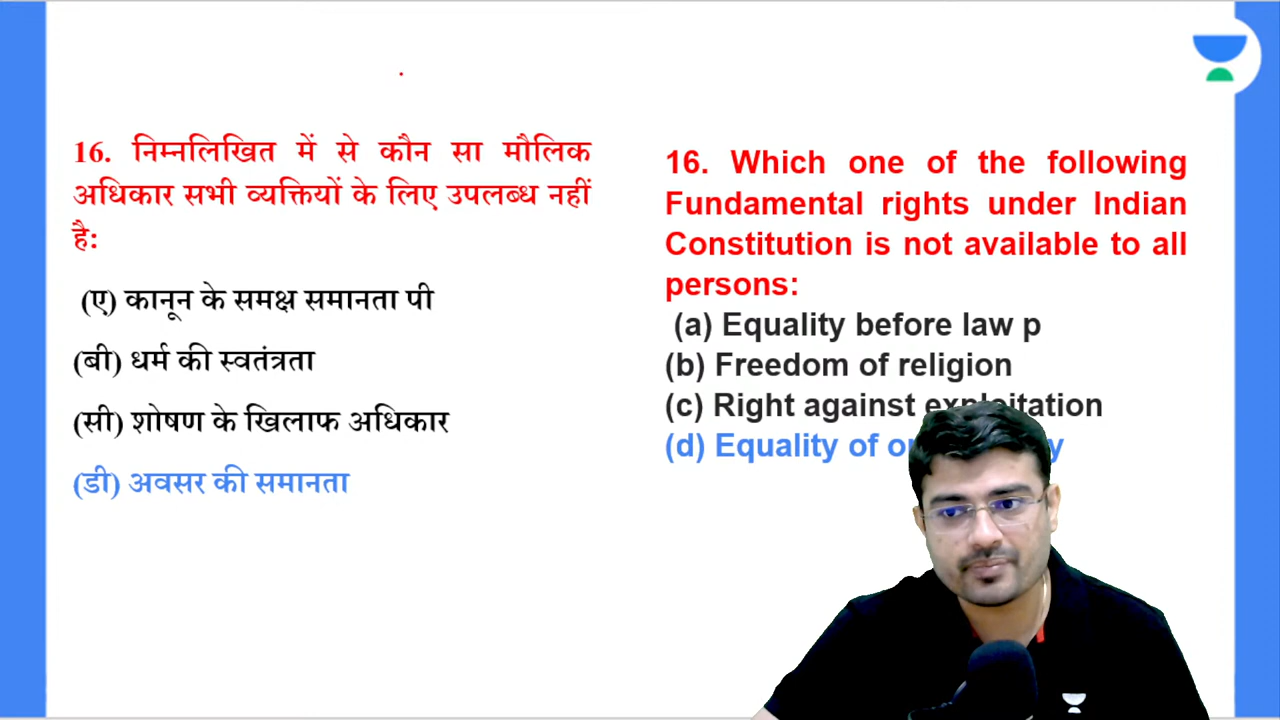 16. निम्नलिखित में से कौन सा मौलिक
अधिकार सभी व्यक्तियों के लिए उपलब्ध नहीं
है:
(ए) कानून के समक्ष समानता पी
(बी) धर्म की स्वतंत्रता
(सी) शोषण के खिलाफ अधिकार
(डी) अवसर की समानता
16. Which one of the following
Fundamental rights under Indian
Constitution is not available to all
persons:
(a) Equality before law p
(b) Freedom of religion
(c) Right against exploitation
(d) Equality of